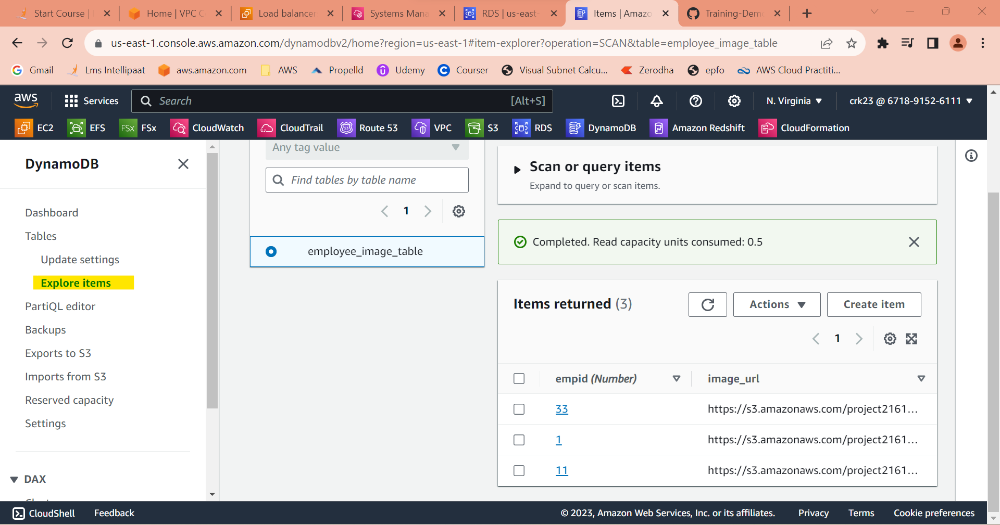 Start Course |
Home | VPC C
Load balancer
Systems Mana
RDS | us-east-
Items | Amazo
Training-Dem
us-east-1.console.aws.amazon.com/dynamodbv2/home?region=us-east-1#item-explorer?operation=SCAN&table=employee_image_table
Gmail
Lms Intellipaat
aws.amazon.com
AWS
Propelld
Udemy
Courser
Visual Subnet Calcu...
Zerodha
epfo
AWS Cloud Practiti...
aws
Services
Search
[Alt+S]
N. Virginia
crk23 @ 6718-9152-6111
EC2
EFS
FSx
FSx
CloudWatch
CloudTrail
Route 53
VPC
S3
RDS
DynamoDB
Amazon Redshift
CloudFormation
DynamoDB
Dashboard
Tables
Update settings
Explore items
PartiQL editor
Backups
Exports to S3
Imports from S3
Reserved capacity
Settings
DAX
Any tag value
Find tables by table name
1
employee_image_table
Scan or query items
Expand to query or scan items.
Completed. Read capacity units consumed: 0.5
Items returned (3)
Actions
Create item
1
empid (Number)
image_url
33
https://s3.amazonaws.com/project2161...
1
https://s3.amazonaws.com/project2161...
11
https://s3.amazonaws.com/project2161...
CloudShell
Feedback
© 2023, Amazon Web Services, Inc. or its affiliates.
Privacy
Terms
Cookie preferences